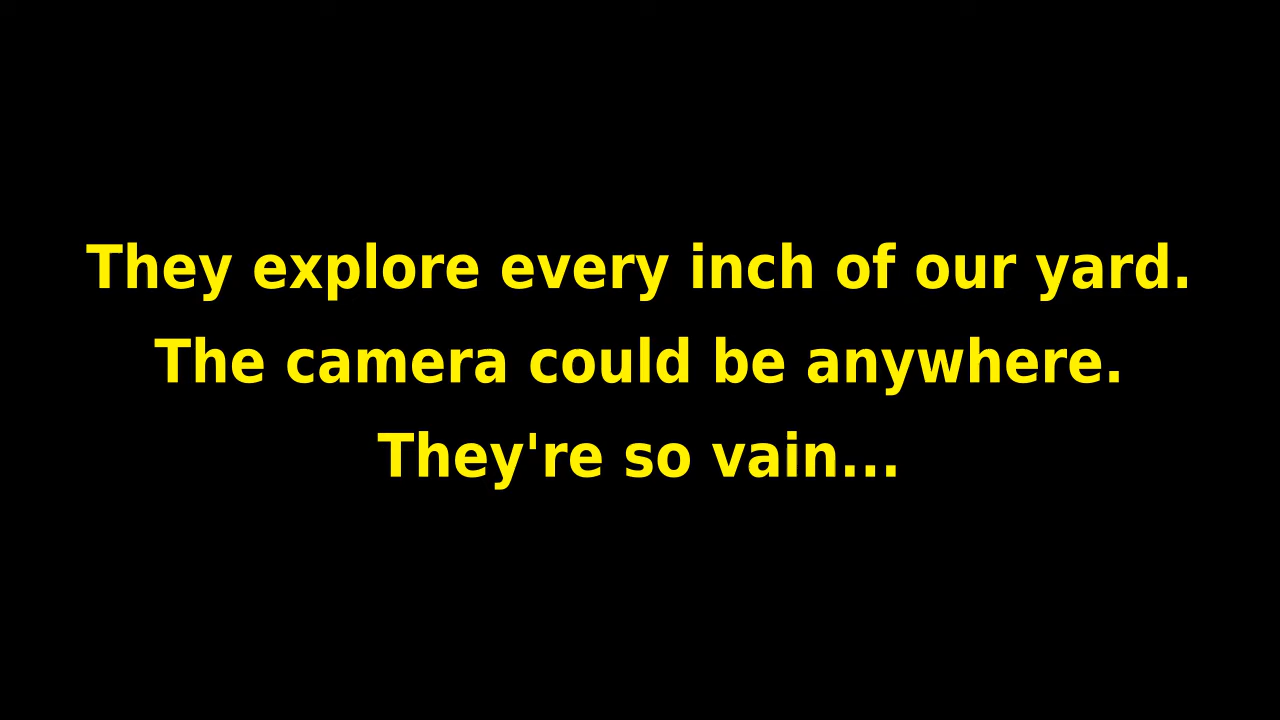 They explore every inch of our yard.
The camera could be anywhere.
They're so vain...